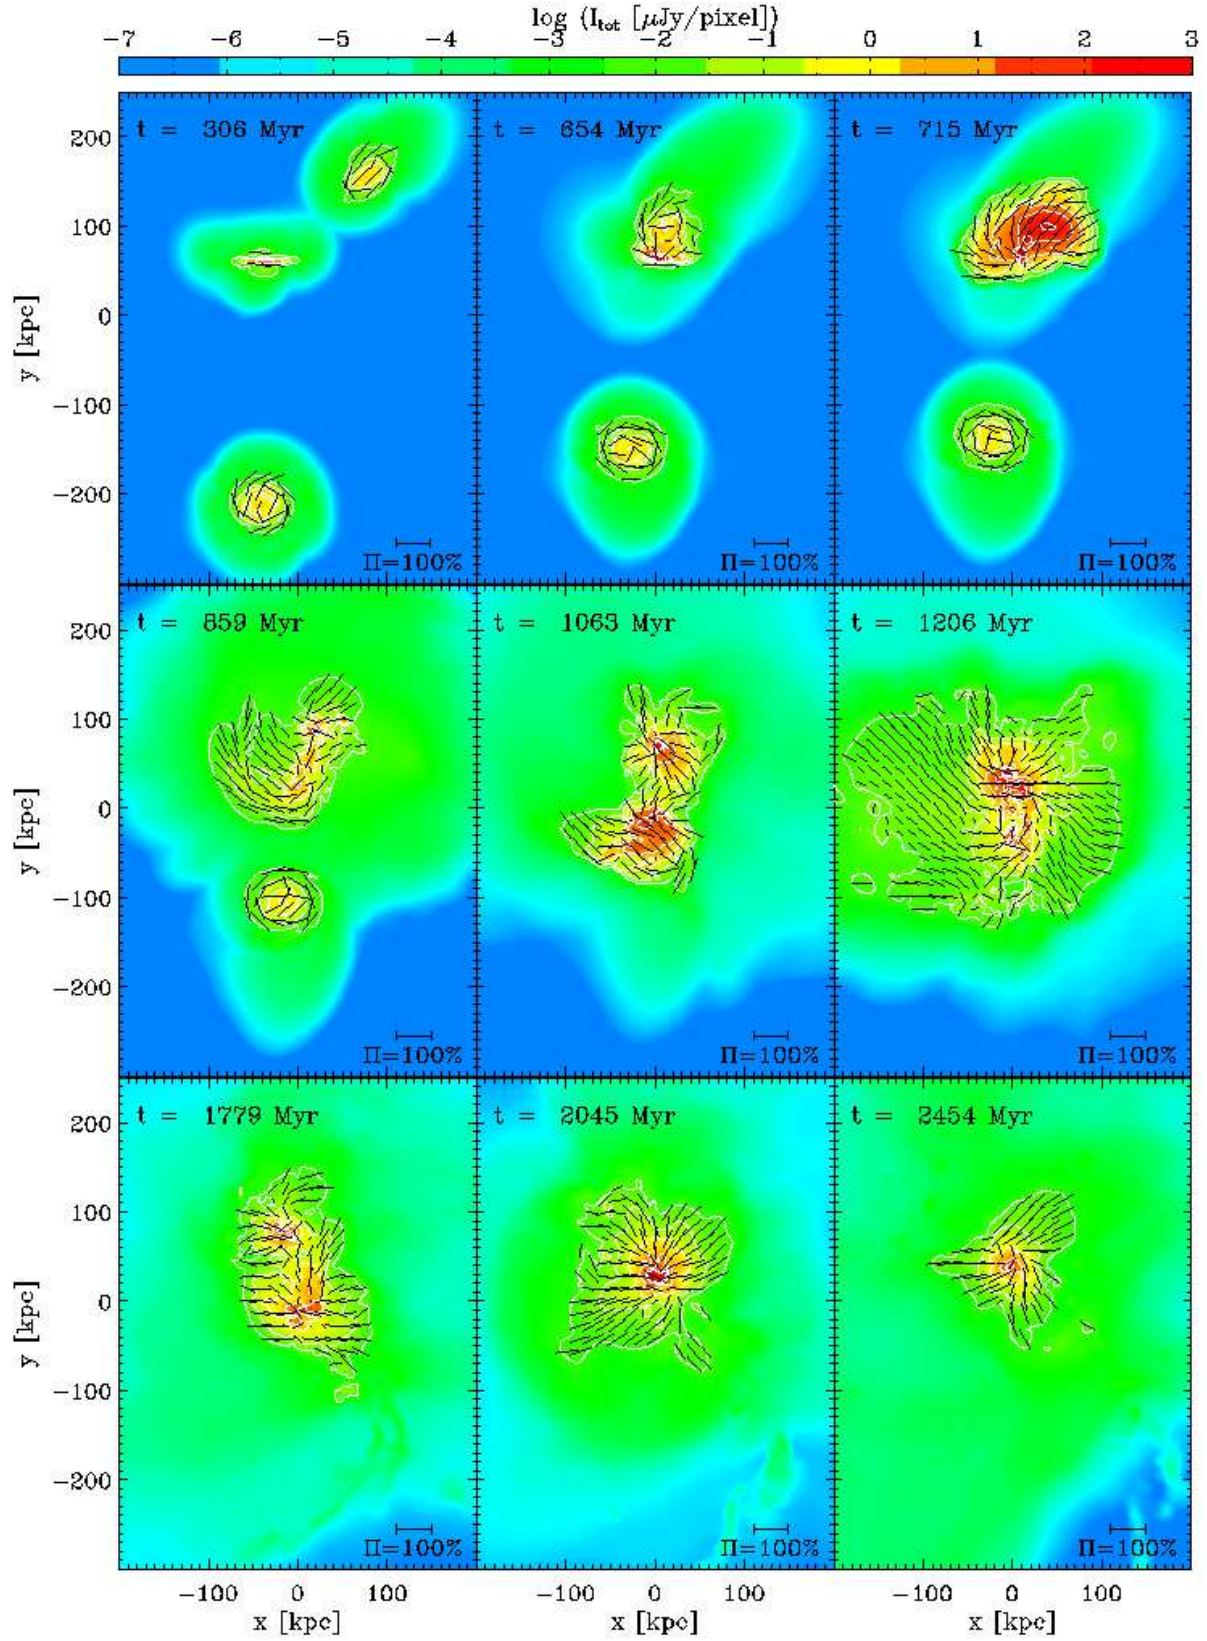 log (I_tot [μJy/pixel])
−7 −6 −5 −4 −3 −2 −1 0 1 2 3
t = 306 Myr
t = 654 Myr
t = 715 Myr
200
100
0
−100
−200
y [kpc]
Π=100% Π=100% Π=100%
t = 859 Myr
t = 1063 Myr
t = 1206 Myr
200
100
0
−100
−200
y [kpc]
Π=100% Π=100% Π=100%
t = 1779 Myr
t = 2045 Myr
t = 2454 Myr
200
100
0
−100
−200
y [kpc]
Π=100% Π=100% Π=100%
−100 0 100 −100 0 100 −100 0 100
x [kpc] x [kpc] x [kpc]